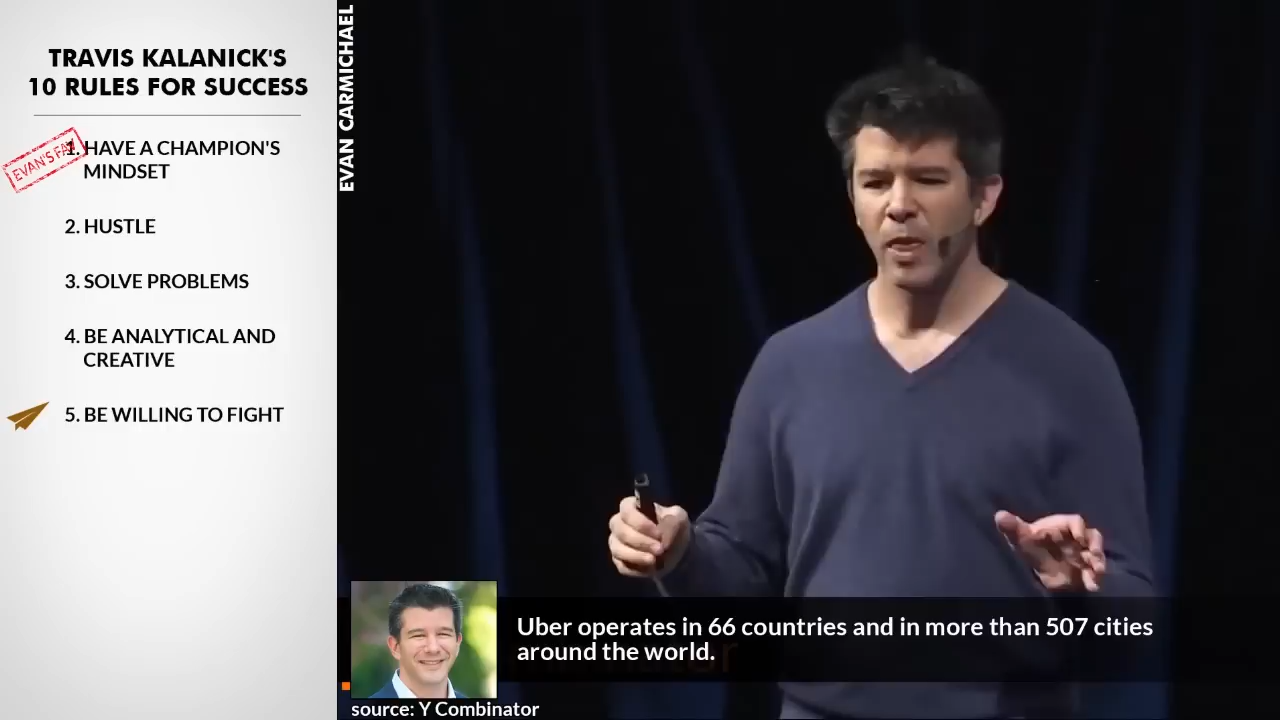 TRAVIS KALANICK'S
10 RULES FOR SUCCESS
EVAN'S
1. HAVE A CHAMPION'S
MINDSET
2. HUSTLE
3. SOLVE PROBLEMS
4. BE ANALYTICAL AND
CREATIVE
5. BE WILLING TO FIGHT
EVAN CARMICHAEL
Uber operates in 66 countries and in more than 507 cities
around the world.
source: Y Combinator